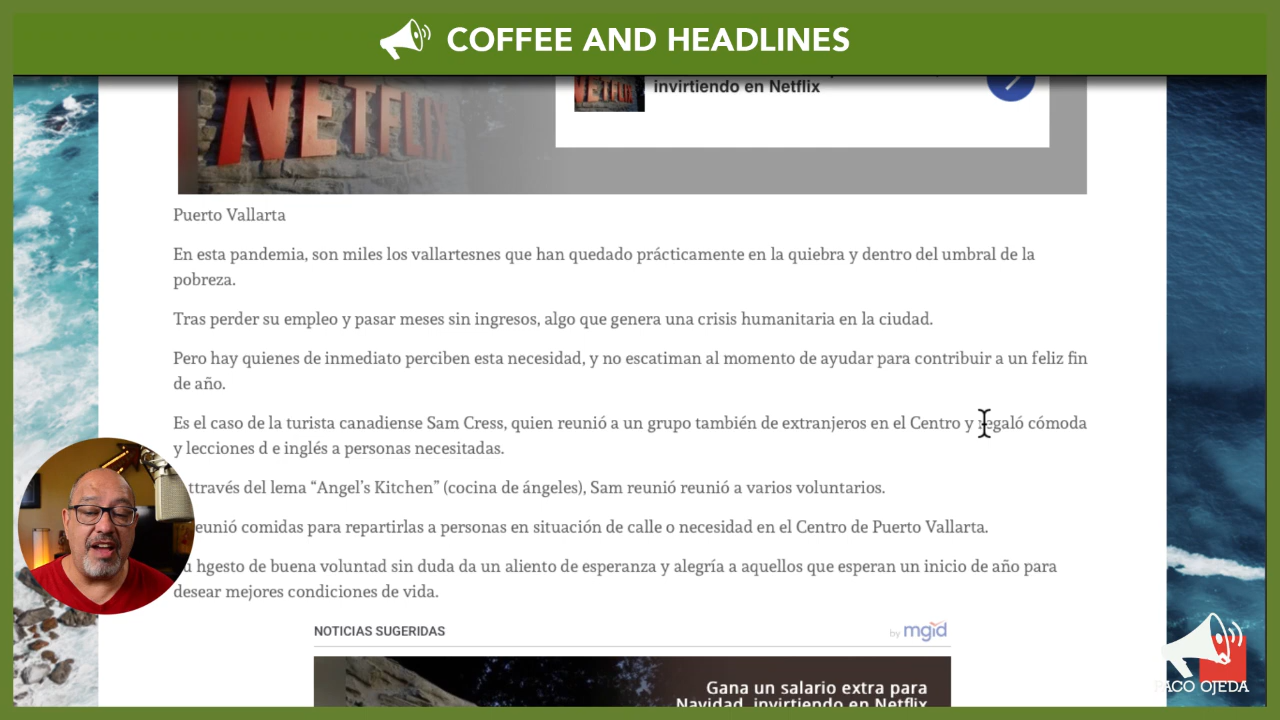 COFFEE AND HEADLINES
invirtiendo en Netflix
NETFLIX
Puerto Vallarta
En esta pandemia, son miles los vallartesnes que han quedado prácticamente en la quiebra y dentro del umbral de la
pobreza.
Tras perder su empleo y pasar meses sin ingresos, algo que genera una crisis humanitaria en la ciudad.
Pero hay quienes de inmediato perciben esta necesidad, y no escatiman al momento de ayudar para contribuir a un feliz fin
de año.
Es el caso de la turista canadiense Sam Cress, quien reunió a un grupo también de extranjeros en el Centro y regaló cómoda
y lecciones d e inglés a personas necesitadas.
través del lema “Angel’s Kitchen” (cocina de ángeles), Sam reunió reunió a varios voluntarios.
reunió comidas para repartirlas a personas en situación de calle o necesidad en el Centro de Puerto Vallarta.
hgesto de buena voluntad sin duda da un aliento de esperanza y alegría a aquellos que esperan un inicio de año para
desear mejores condiciones de vida.
NOTICIAS SUGERIDAS
by mgid
Gana un salario extra para
Navidad, invirtiendo en Netflix
PACO OJEDA